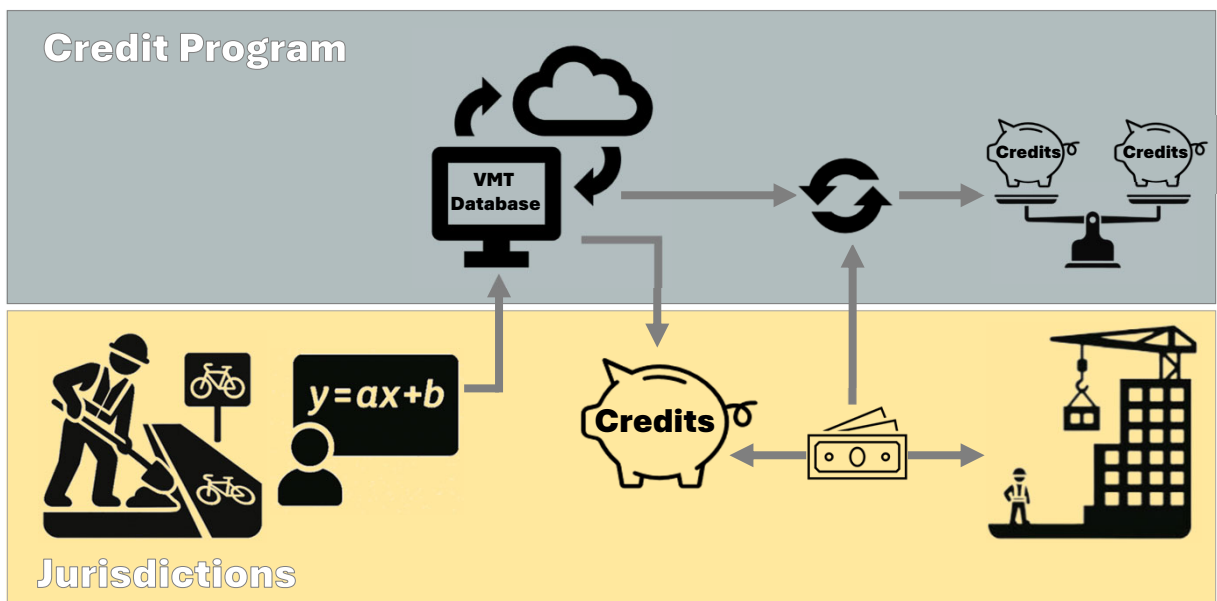 Credit Program
VMT
Database
Credits
Credits
y=ax+b
Credits
Jurisdictions